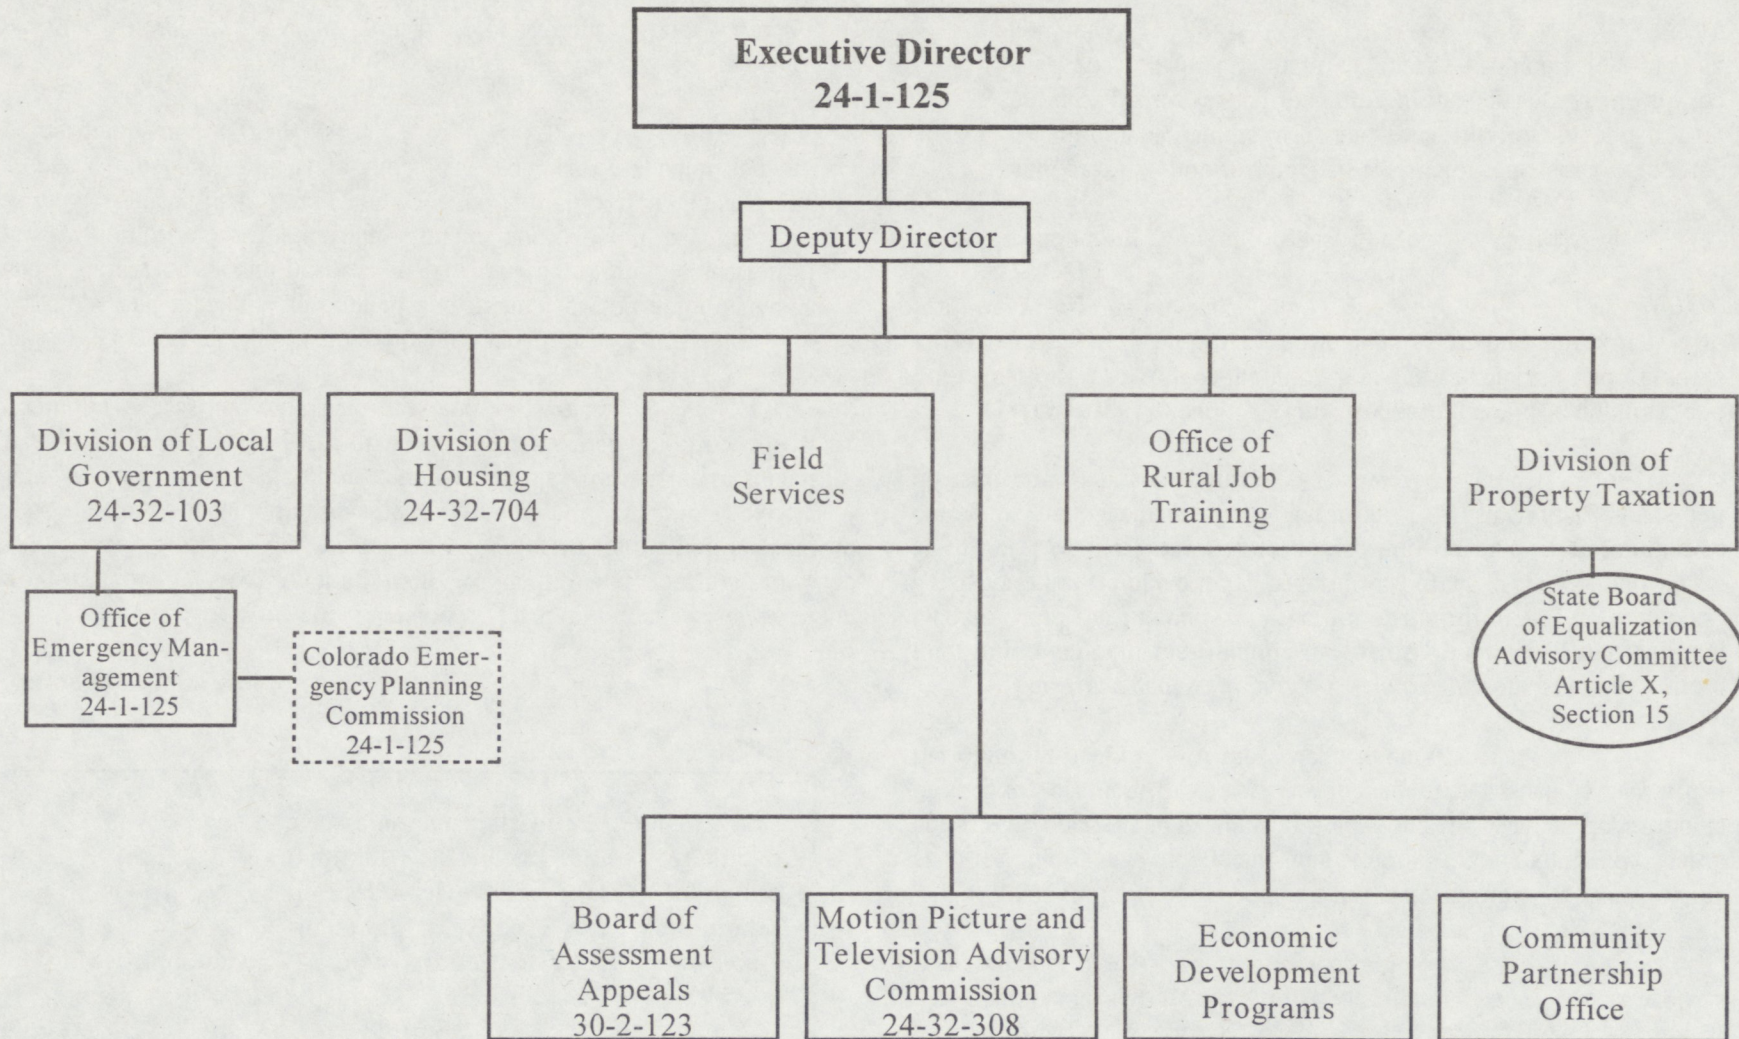 Executive Director
24-1-125
Deputy Director
Division of Local
Government
24-32-103
Division of
Housing
24-32-704
Field
Services
Office of
Rural Job
Training
Division of
Property Taxation
Office of
Emergency Man-
agement
24-1-125
Colorado Emer-
gency Planning
Commission
24-1-125
State Board
of Equalization
Advisory Committee
Article X,
Section 15
Board of
Assessment
Appeals
30-2-123
Motion Picture and
Television Advisory
Commission
24-32-308
Economic
Development
Programs
Community
Partnership
Office